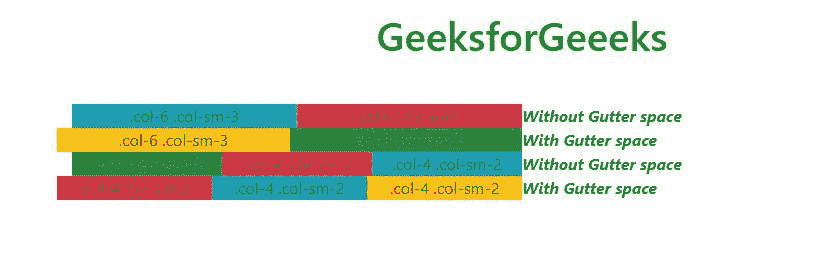 GeeksforGeeeks
.col-6 .col-sm-3 Without Gutter space
.col-6 .col-sm-3 With Gutter space
.col-4 .col-sm-2 Without Gutter space
.col-4 .col-sm-2 .col-4 .col-sm-2 With Gutter space